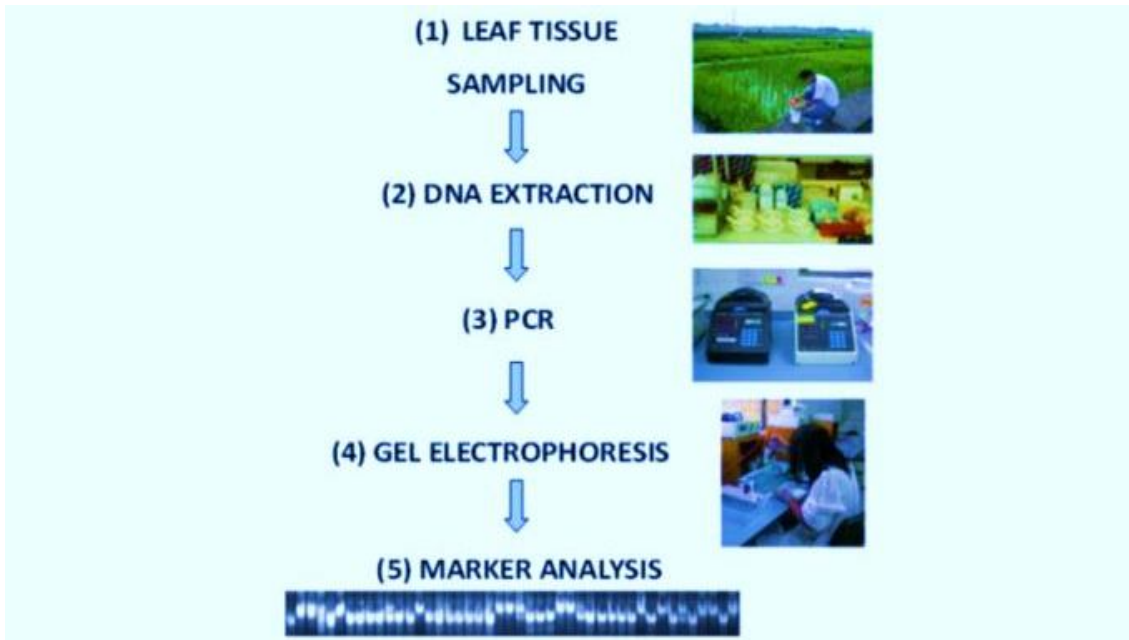 (1) LEAF TISSUE
SAMPLING
(2) DNA EXTRACTION
(3) PCR
(4) GEL ELECTROPHORESIS
(5) MARKER ANALYSIS